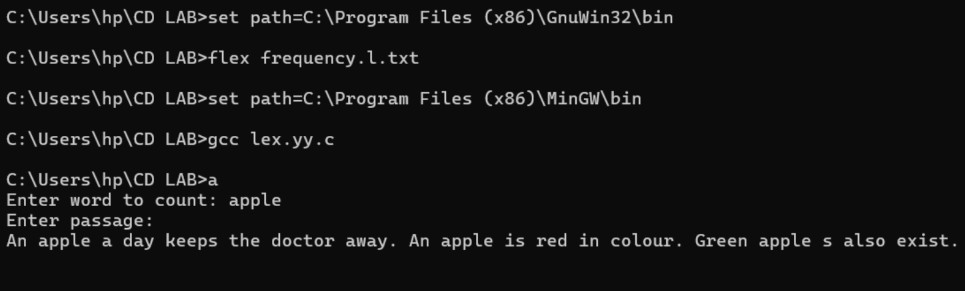 C:\Users\hp\CD LAB>set path=C:\Program Files (x86)\GnuWin32\bin
C:\Users\hp\CD LAB>flex frequency.l.txt
C:\Users\hp\CD LAB>set path=C:\Program Files (x86)\MinGW\bin
C:\Users\hp\CD LAB>gcc lex.yy.c
C:\Users\hp\CD LAB>a
Enter word to count: apple
Enter passage:
An apple a day keeps the doctor away. An apple is red in colour. Green apple s also exist.